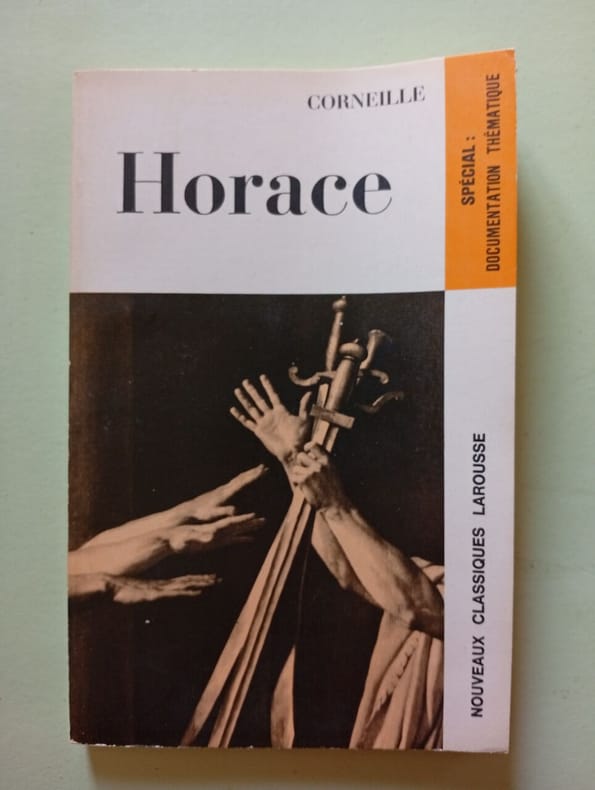 CORNEILLE
Horace
SPÉCIAL :
DOCUMENTATION THÉMATIQUE
NOUVEAUX CLASSIQUES LAROUSSE